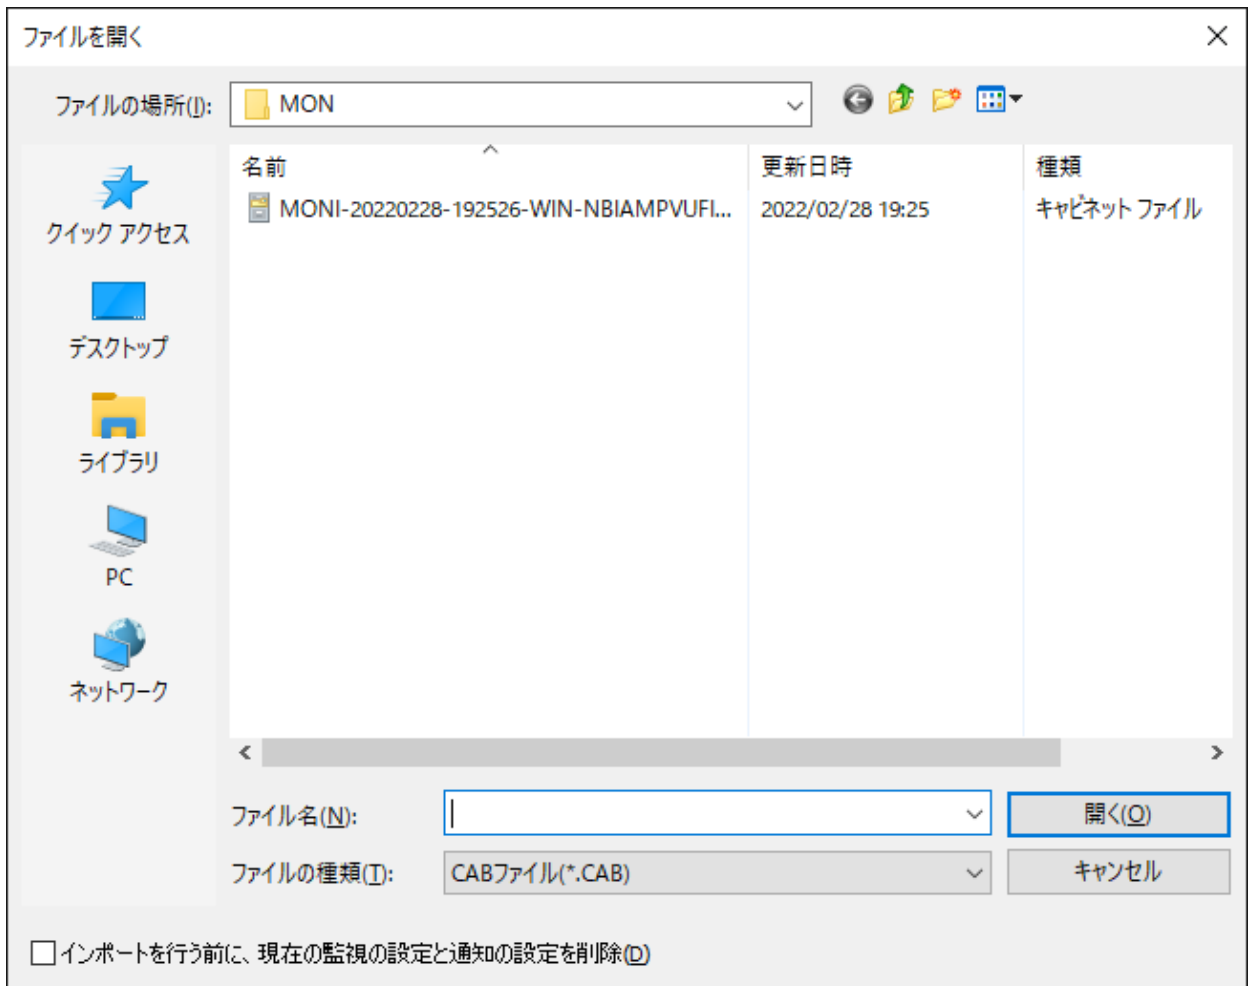 ファイルを開く
ファイルの場所(I): MON
名前 更新日時 種類
MONI-20220228-192526-WIN-NBIAMPVUFI... 2022/02/28 19:25 キャビネット ファイル
クイック アクセス
デスクトップ
ライブラリ
PC
ネットワーク
ファイル名(N): 開く(O)
ファイルの種類(T): CABファイル(*.CAB) キャンセル
インポートを行う前に、現在の監視の設定と通知の設定を削除(D)